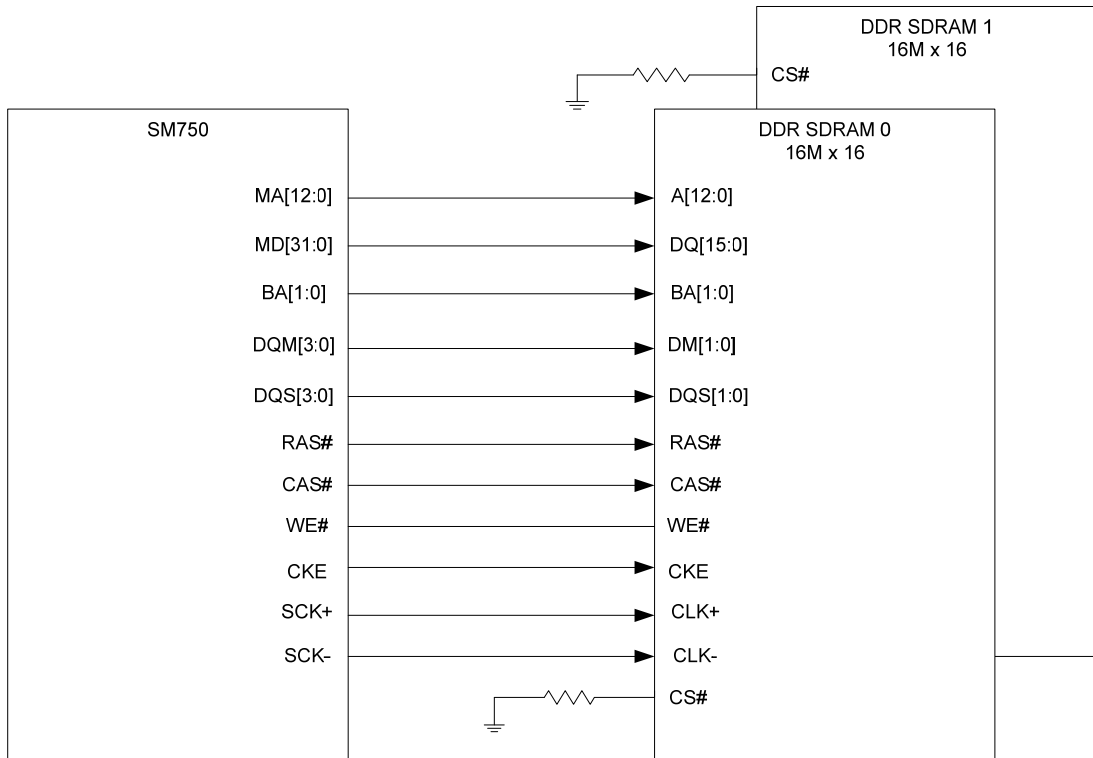 DDR SDRAM 1
16M x 16
CS#
SM750
DDR SDRAM 0
16M x 16
MA[12:0]
A[12:0]
MD[31:0]
DQ[15:0]
BA[1:0]
BA[1:0]
DQM[3:0]
DM[1:0]
DQS[3:0]
DQS[1:0]
RAS#
RAS#
CAS#
CAS#
WE#
WE#
CKE
CKE
SCK+
CLK+
SCK-
CLK-
CS#